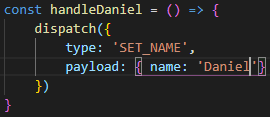 const handleDaniel = () => {
    dispatch({
        type: 'SET_NAME',
        payload: { name: 'Daniel'}
    })
}